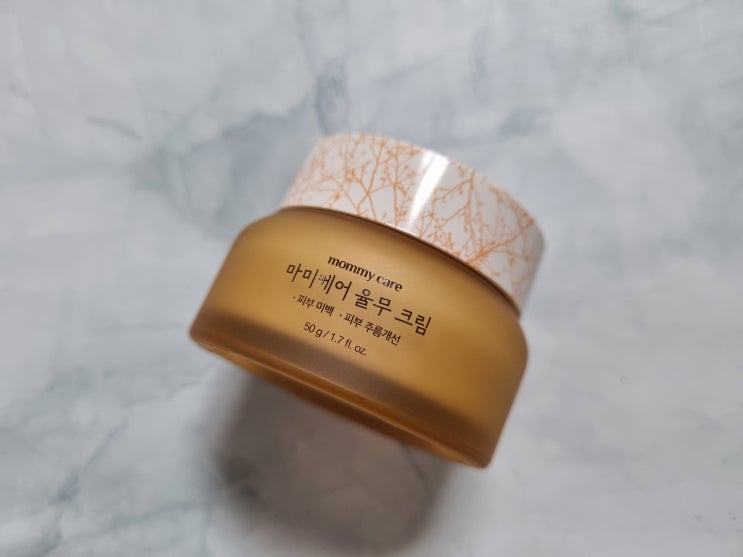 mommy care
마미케어 율무 크림
· 피부 미백 · 피부 주름개선
50 g / 1.7 fl. oz.